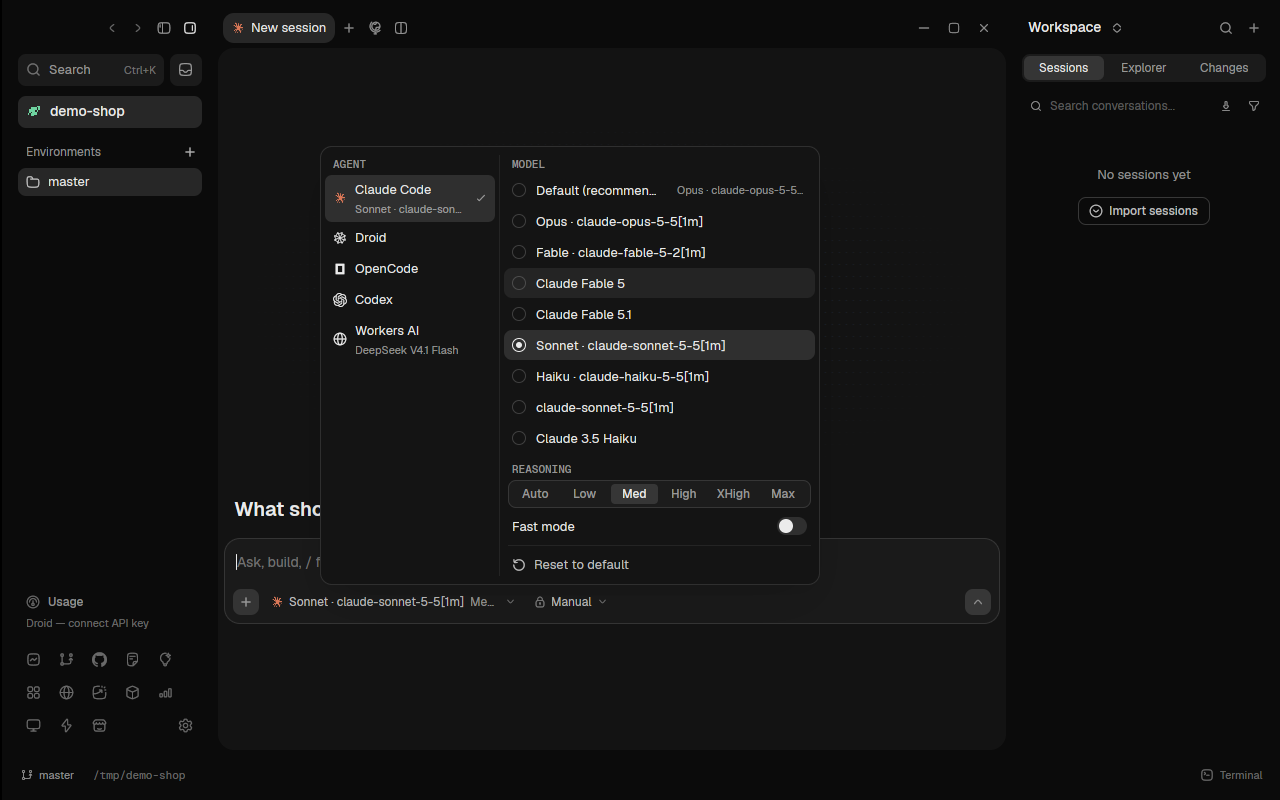 New session
Workspace
Search
Ctrl+K
Sessions
Explorer
Changes
Search conversations...
demo-shop
Environments
master
No sessions yet
Import sessions
AGENT
Claude Code
Sonnet · claude-son...
Droid
OpenCode
Codex
Workers AI
DeepSeek V4.1 Flash
MODEL
Default (recommen... Opus · claude-opus-5-5...
Opus · claude-opus-5-5[1m]
Fable · claude-fable-5-2[1m]
Claude Fable 5
Claude Fable 5.1
Sonnet · claude-sonnet-5-5[1m]
Haiku · claude-haiku-5-5[1m]
claude-sonnet-5-5[1m]
Claude 3.5 Haiku
REASONING
Auto Low Med High XHigh Max
Fast mode
Reset to default
What sho
Ask, build, / f
Sonnet · claude-sonnet-5-5[1m] Me... Manual
Usage
Droid — connect API key
master /tmp/demo-shop
Terminal